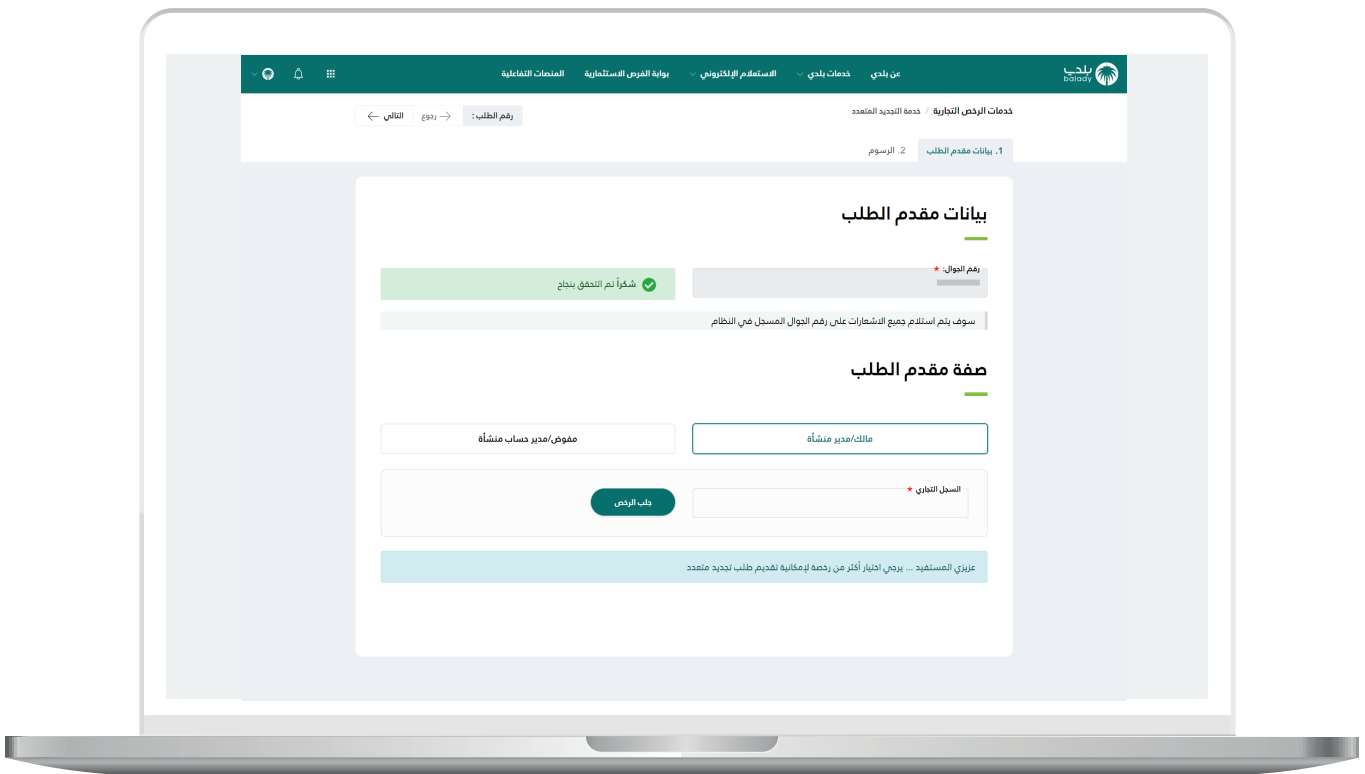 بلدي
balady
عن بلدي
خدمات بلدي
الاستعلام الإلكتروني
بوابة الفرص الاستثمارية
المنصات التفاعلية
خدمات الرخص التجارية / خدمة التجديد المتعدد
رقم الطلب :
رجوع
التالي
1. بيانات مقدم الطلب
2. الرسوم
بيانات مقدم الطلب
رقم الجوال: *
شكراً تم التحقق بنجاح
سوف يتم استلام جميع الاشعارات على رقم الجوال المسجل في النظام
صفة مقدم الطلب
مالك/مدير منشأة
مفوض/مدير حساب منشأة
السجل التجاري *
جلب الرخص
عزيزي المستفيد ... يرجي اختيار أكثر من رخصة لإمكانية تقديم طلب تجديد متعدد